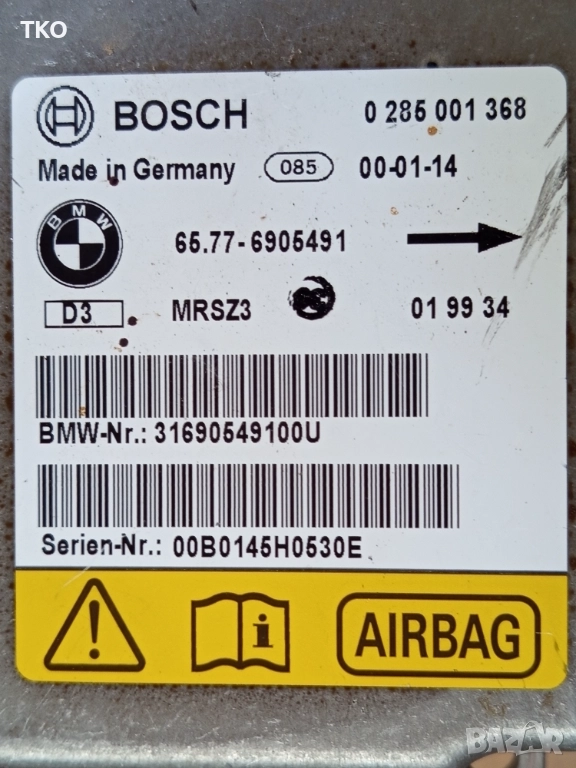 TKO
BOSCH 0 285 001 368
Made in Germany 085 00-01-14
BMW
65.77-6905491
D3 MRSZ3 01 99 34
BMW-Nr.: 31690549100U
Serien-Nr.: 00B0145H0530E
AIRBAG
BAZAR